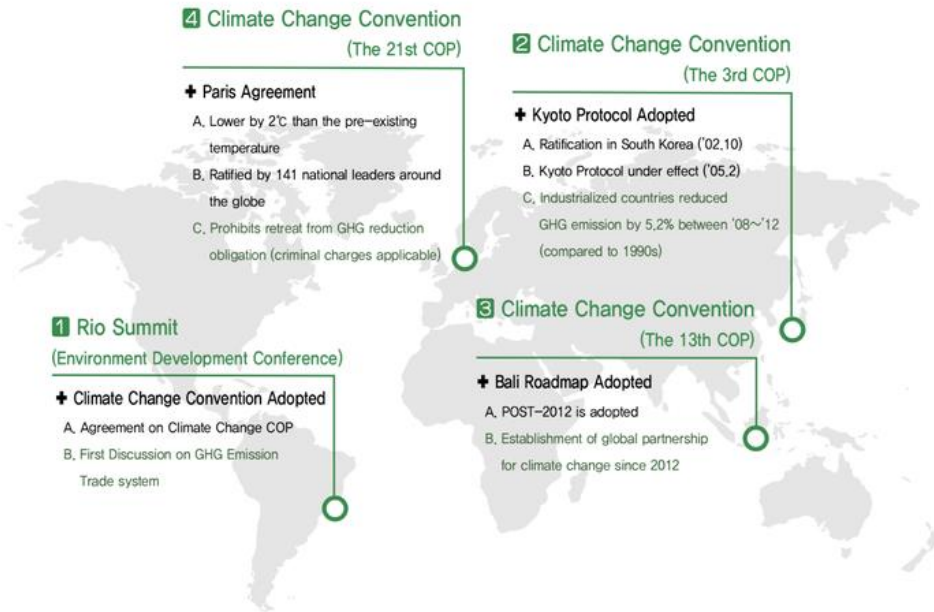 4 Climate Change Convention
(The 21st COP)
+ Paris Agreement
A. Lower by 2℃ than the pre-existing
temperature
B. Ratified by 141 national leaders around
the globe
C. Prohibits retreat from GHG reduction
obligation (criminal charges applicable)
2 Climate Change Convention
(The 3rd COP)
+ Kyoto Protocol Adopted
A. Ratification in South Korea ('02.10)
B. Kyoto Protocol under effect ('05.2)
C. Industrialized countries reduced
GHG emission by 5.2% between '08~'12
(compared to 1990s)
1 Rio Summit
(Environment Development Conference)
+ Climate Change Convention Adopted
A. Agreement on Climate Change COP
B. First Discussion on GHG Emission
Trade system
3 Climate Change Convention
(The 13th COP)
+ Bali Roadmap Adopted
A. POST-2012 is adopted
B. Establishment of global partnership
for climate change since 2012